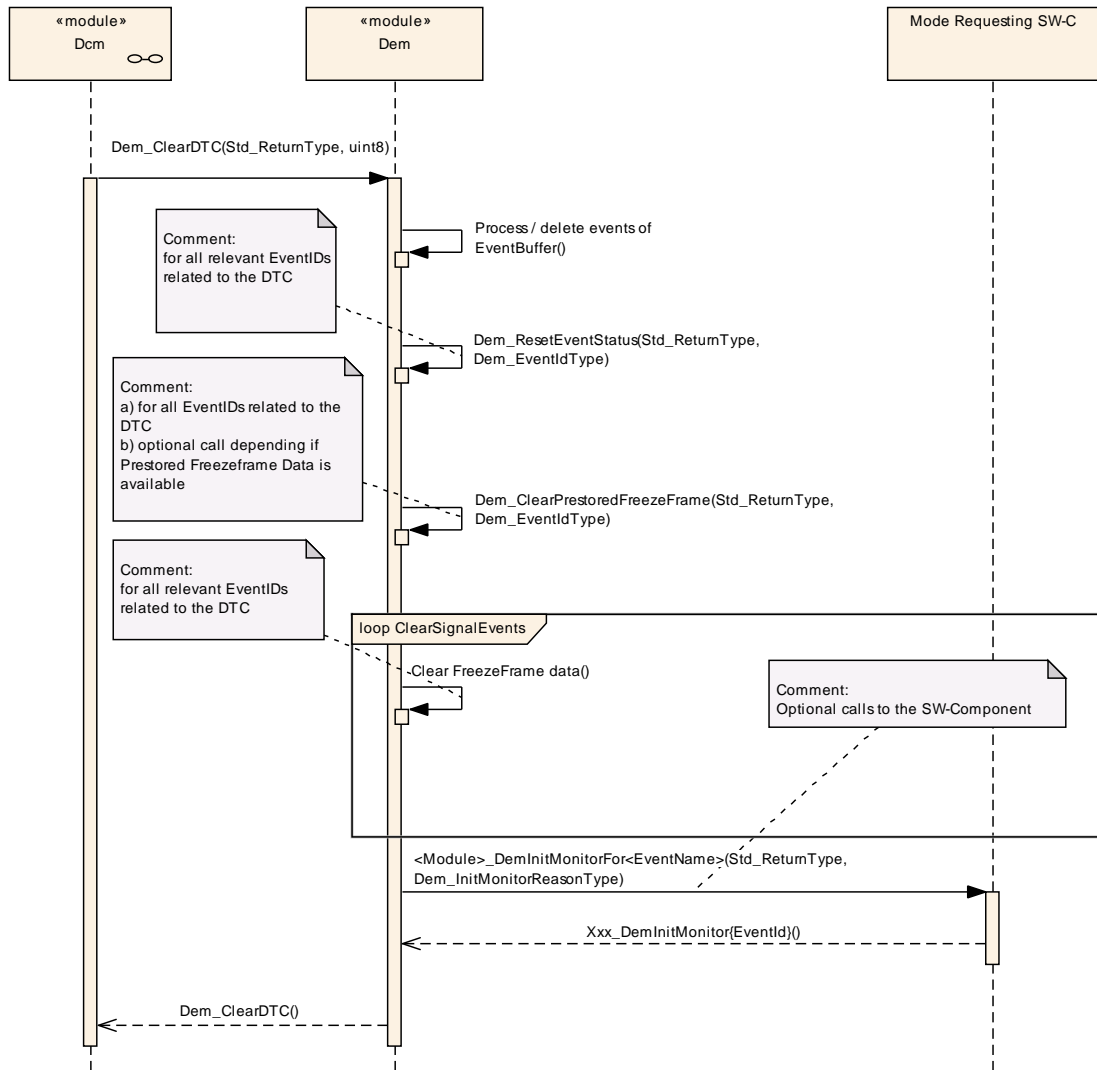 «module»
Dcm
«module»
Dem
Mode Requesting SW-C
Dem_ClearDTC(Std_ReturnType, uint8)
Process / delete events of
EventBuffer()
Comment:
for all relevant EventIDs
related to the DTC
Dem_ResetEventStatus(Std_ReturnType,
Dem_EventIdType)
Comment:
a) for all EventIDs related to the
DTC
b) optional call depending if
Prestored Freezeframe Data is
available
Dem_ClearPrestoredFreezeFrame(Std_ReturnType,
Dem_EventIdType)
Comment:
for all relevant EventIDs
related to the DTC
loop ClearSignalEvents
Clear FreezeFrame data()
Comment:
Optional calls to the SW-Component
<Module>_DemInitMonitorFor<EventName>(Std_ReturnType,
Dem_InitMonitorReasonType)
Xxx_DemInitMonitor{EventId}()
Dem_ClearDTC()